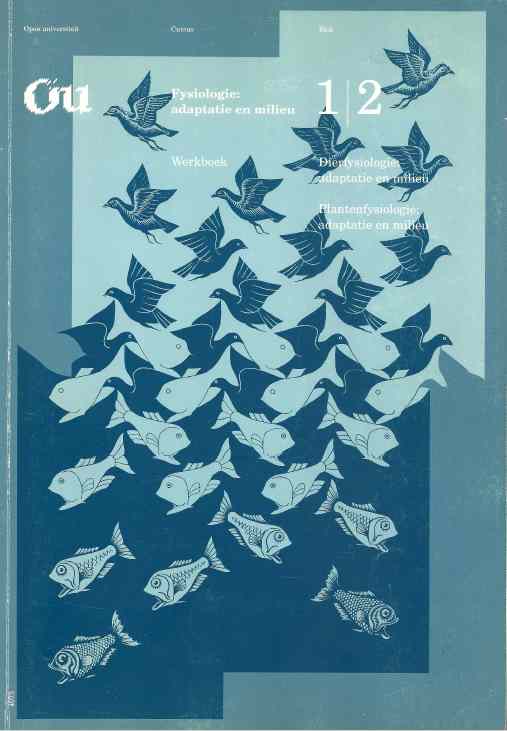 Open universiteit
Cursus
Blok
Ou
Fysiologie:
adaptatie en milieu
1|2
Werkboek
Dierfysiologie:
adaptatie en milieu
Plantenfysiologie:
adaptatie en milieu